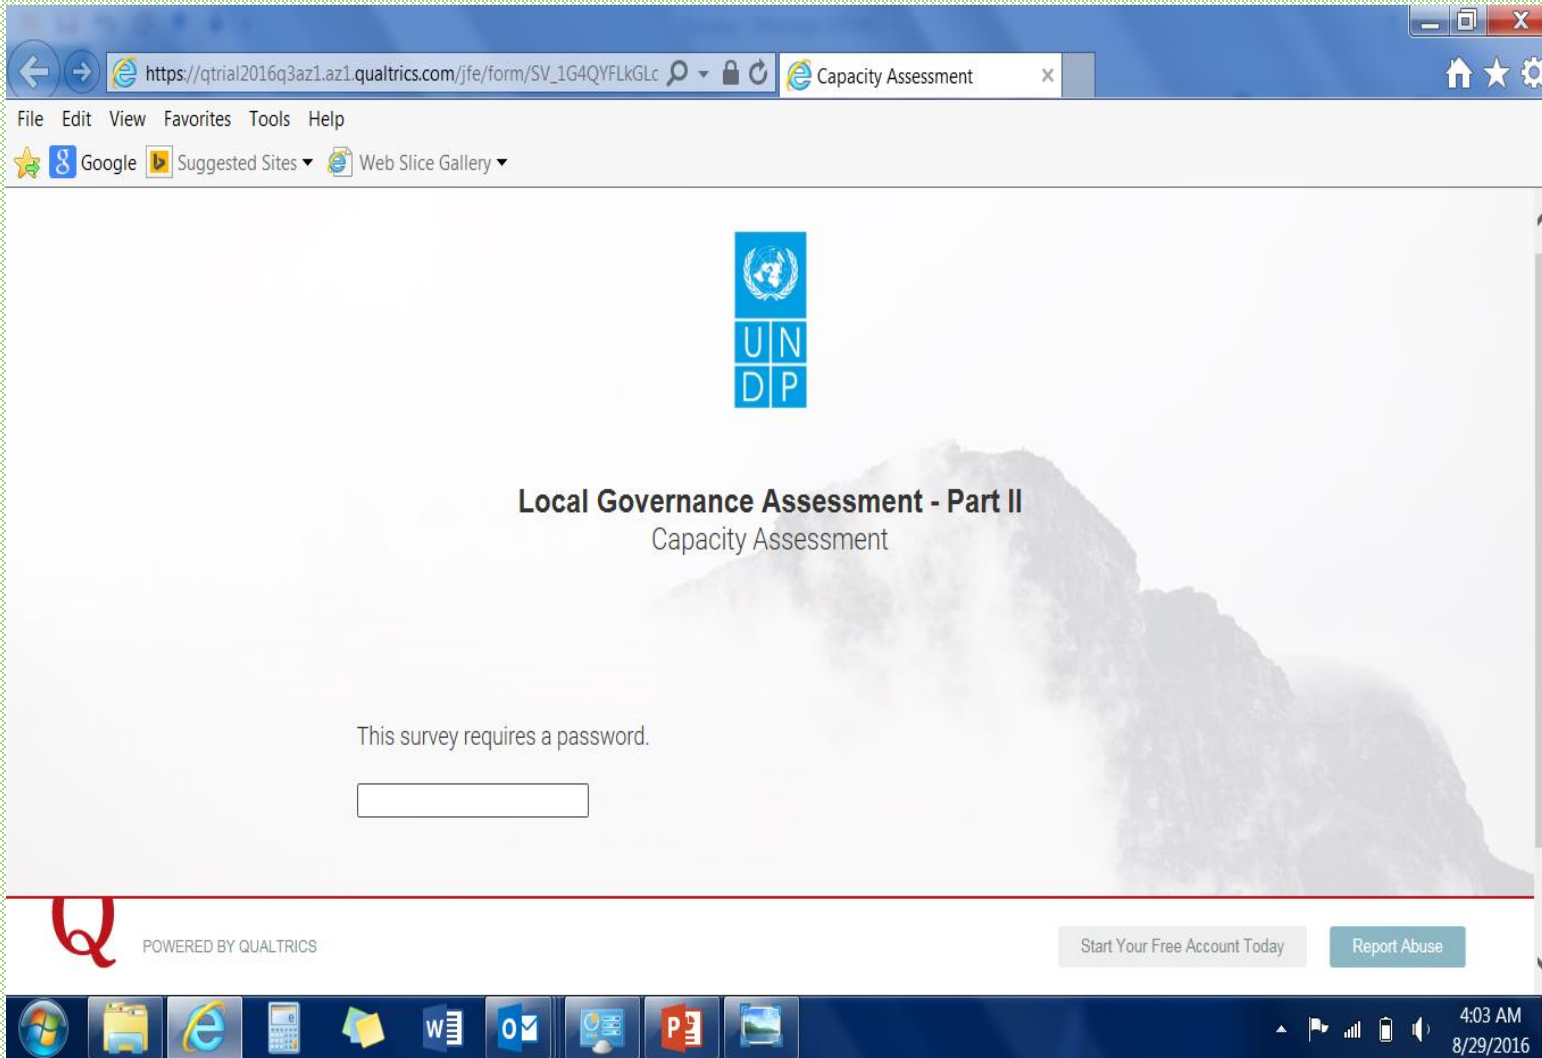 https://qtrial2016q3az1.az1.qualtrics.com/jfe/form/SV_1G4QYFLkGLc
Capacity Assessment
File Edit View Favorites Tools Help
Google Suggested Sites Web Slice Gallery
UN
DP
Local Governance Assessment - Part II
Capacity Assessment
This survey requires a password.
Q
POWERED BY QUALTRICS
Start Your Free Account Today
Report Abuse
4:03 AM
8/29/2016